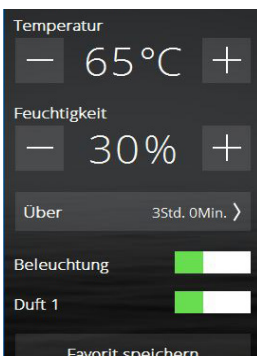 Temperatur
— 65°C +
Feuchtigkeit
— 30% +
Über 3Std. 0Min. ⟩
Beleuchtung
Duft 1
Favorit speichern